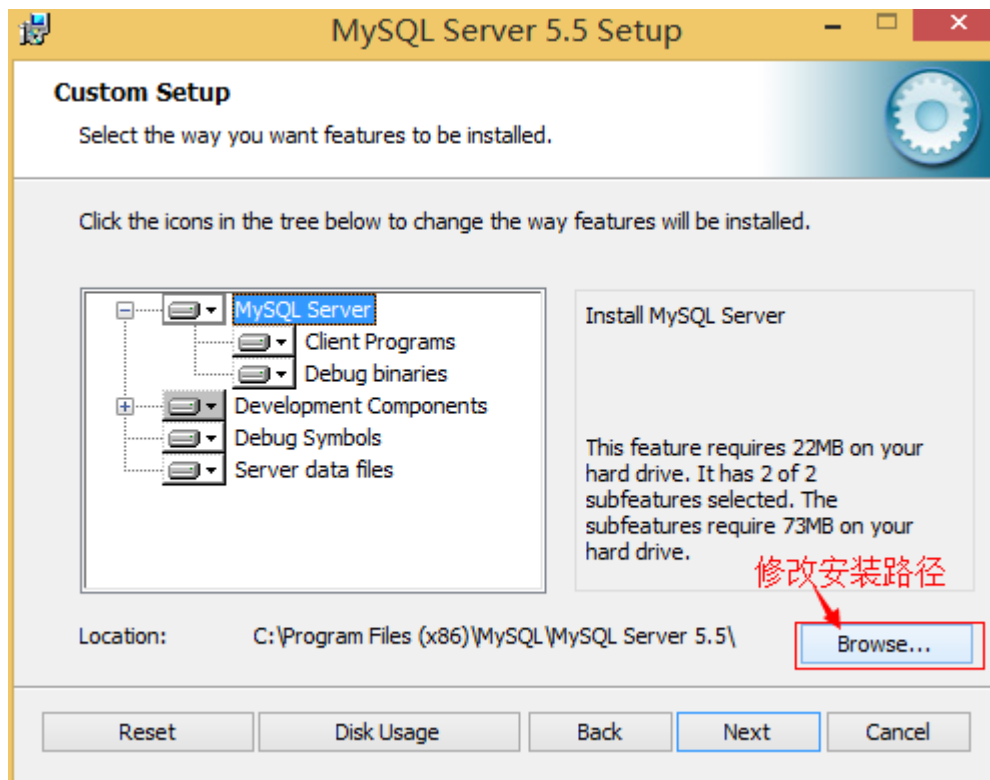 MySQL Server 5.5 Setup
Custom Setup
Select the way you want features to be installed.
Click the icons in the tree below to change the way features will be installed.
MySQL Server
Client Programs
Debug binaries
Development Components
Debug Symbols
Server data files
Install MySQL Server
This feature requires 22MB on your
hard drive. It has 2 of 2
subfeatures selected. The
subfeatures require 73MB on your
hard drive.
修改安装路径
Location: C:\Program Files (x86)\MySQL\MySQL Server 5.5\ Browse...
Reset Disk Usage Back Next Cancel